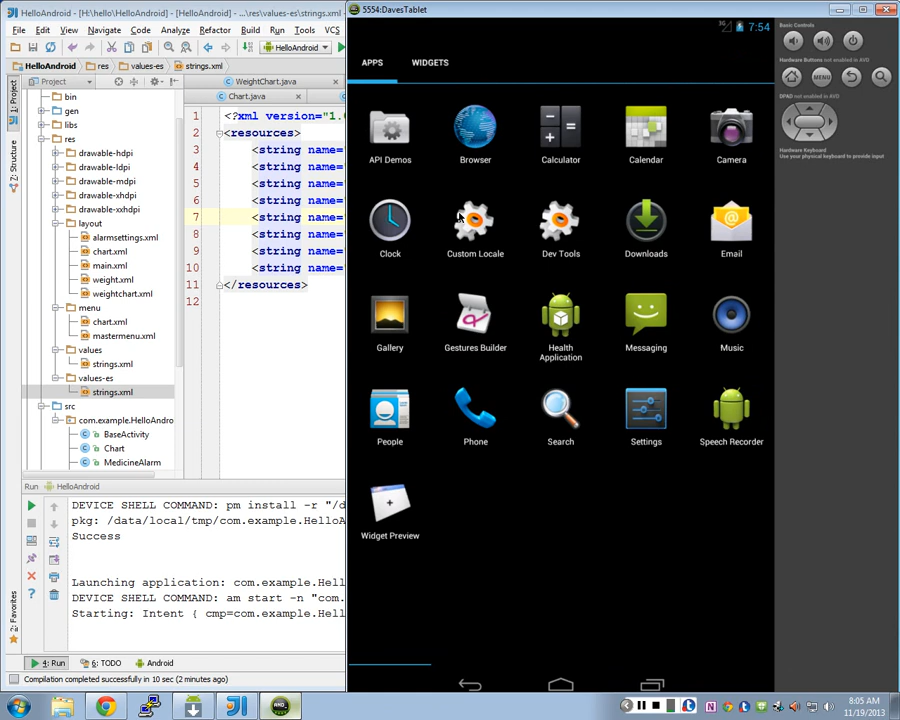 [HelloAndroid] - [H:\hello\HelloAndroid] - [HelloAndroid] - ...\res\values-es\strings.xml
File Edit View Navigate Code Analyze Refactor Build Run Tools VCS
HelloAndroid
HelloAndroid res values-es strings.xml
Project
WeightChart.java
Chart.java
1: Project
Z: Structure
2: Favorites
bin
gen
libs
res
drawable-hdpi
drawable-ldpi
drawable-mdpi
drawable-xhdpi
drawable-xxhdpi
layout
alarmsettings.xml
chart.xml
main.xml
weight.xml
weightchart.xml
menu
chart.xml
mastermenu.xml
values
strings.xml
values-es
strings.xml
src
com.example.HelloAndro
BaseActivity
Chart
MedicineAlarm
1 <?xml version="1.
2 <resources>
3 <string name=
4 <string name=
5 <string name=
6 <string name=
7 <string name=
8 <string name=
9 <string name=
10 <string name=
11 </resources>
12
Run HelloAndroid
DEVICE SHELL COMMAND: pm install -r "/d
pkg: /data/local/tmp/com.example.HelloA
Success
Launching application: com.example.Hell
DEVICE SHELL COMMAND: am start -n "com.
Starting: Intent { cmp=com.example.Hell
4: Run 6: TODO Android
Compilation completed successfully in 10 sec (2 minutes ago)
5554:DavesTablet
7:54
APPS WIDGETS
API Demos Browser Calculator Calendar Camera
Clock Custom Locale Dev Tools Downloads Email
Gallery Gestures Builder Health Application Messaging Music
People Phone Search Settings Speech Recorder
Widget Preview
Basic Controls
Hardware Buttons not enabled in AVD
MENU
DPAD not enabled in AVD
Hardware Keyboard
Use your physical keyboard to provide input
8:05 AM
11/19/2013